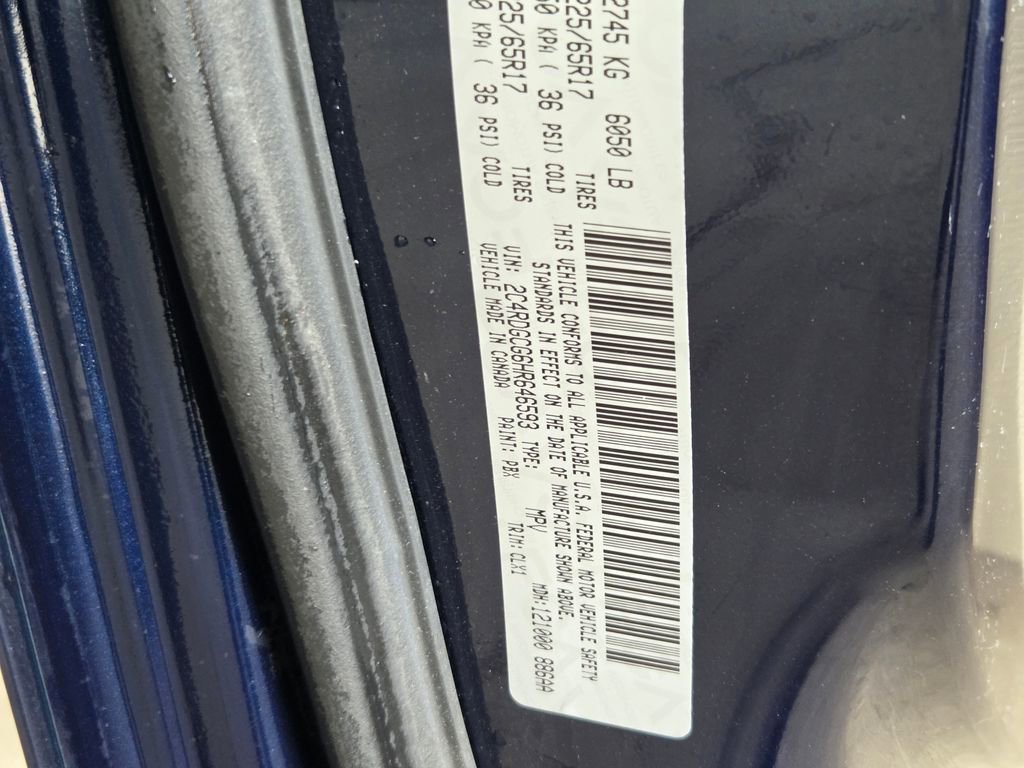 2745 KG 6050 LB
225/65R17 TIRES
50 KPA ( 36 PSI) COLD
25/65R17 TIRES
0 KPA ( 36 PSI) COLD
THIS VEHICLE CONFORMS TO ALL APPLICABLE U.S.A. FEDERAL MOTOR VEHICLE SAFETY
STANDARDS IN EFFECT ON THE DATE OF MANUFACTURE SHOWN ABOVE.
VIN: 2C4RDGCG6HR646593 TYPE: MPV MDH:121000 886AA
VEHICLE MADE IN CANADA PAINT: PBX TRIM:CLX1